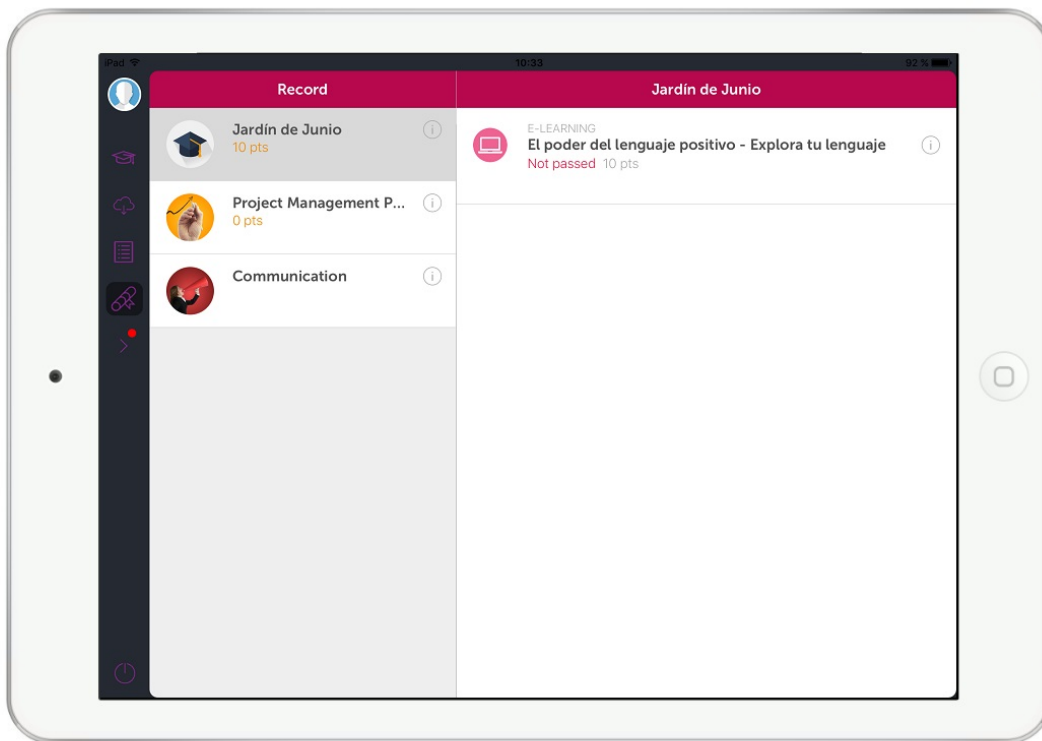 iPad
10:33
92 %
Record
Jardín de Junio
Jardín de Junio
10 pts
Project Management P...
0 pts
Communication
E-LEARNING
El poder del lenguaje positivo - Explora tu lenguaje
Not passed 10 pts